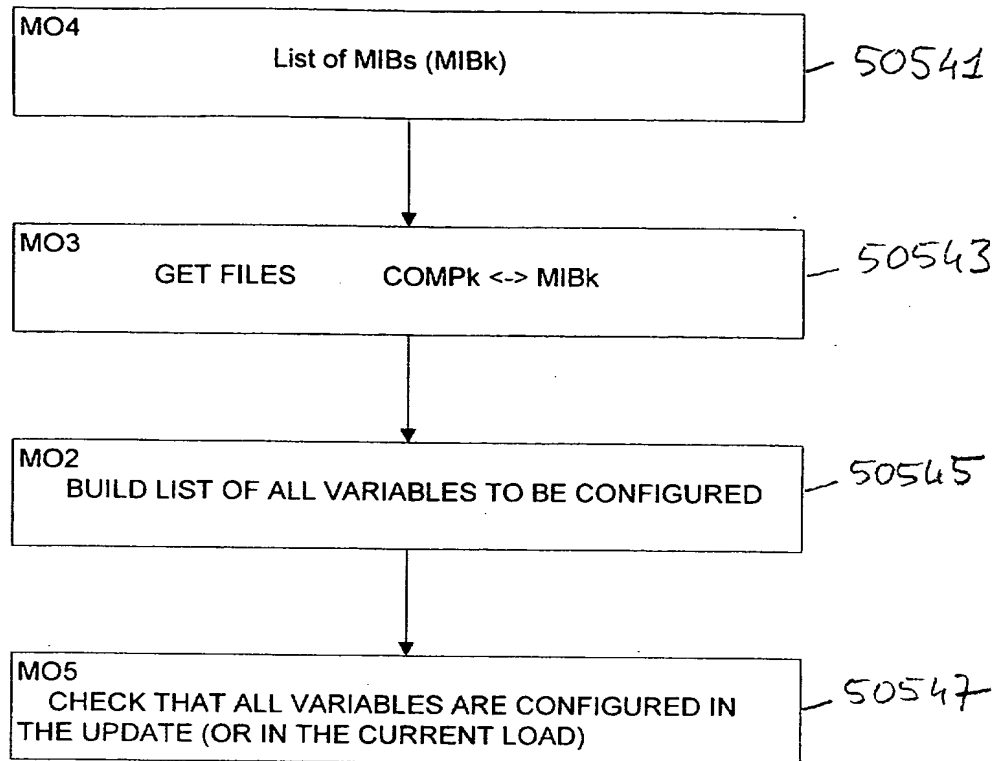 MO4
List of MIBs (MIBk)
50541
MO3
GET FILES COMPk <-> MIBk
50543
MO2
BUILD LIST OF ALL VARIABLES TO BE CONFIGURED
50545
MO5
CHECK THAT ALL VARIABLES ARE CONFIGURED IN
THE UPDATE (OR IN THE CURRENT LOAD)
50547